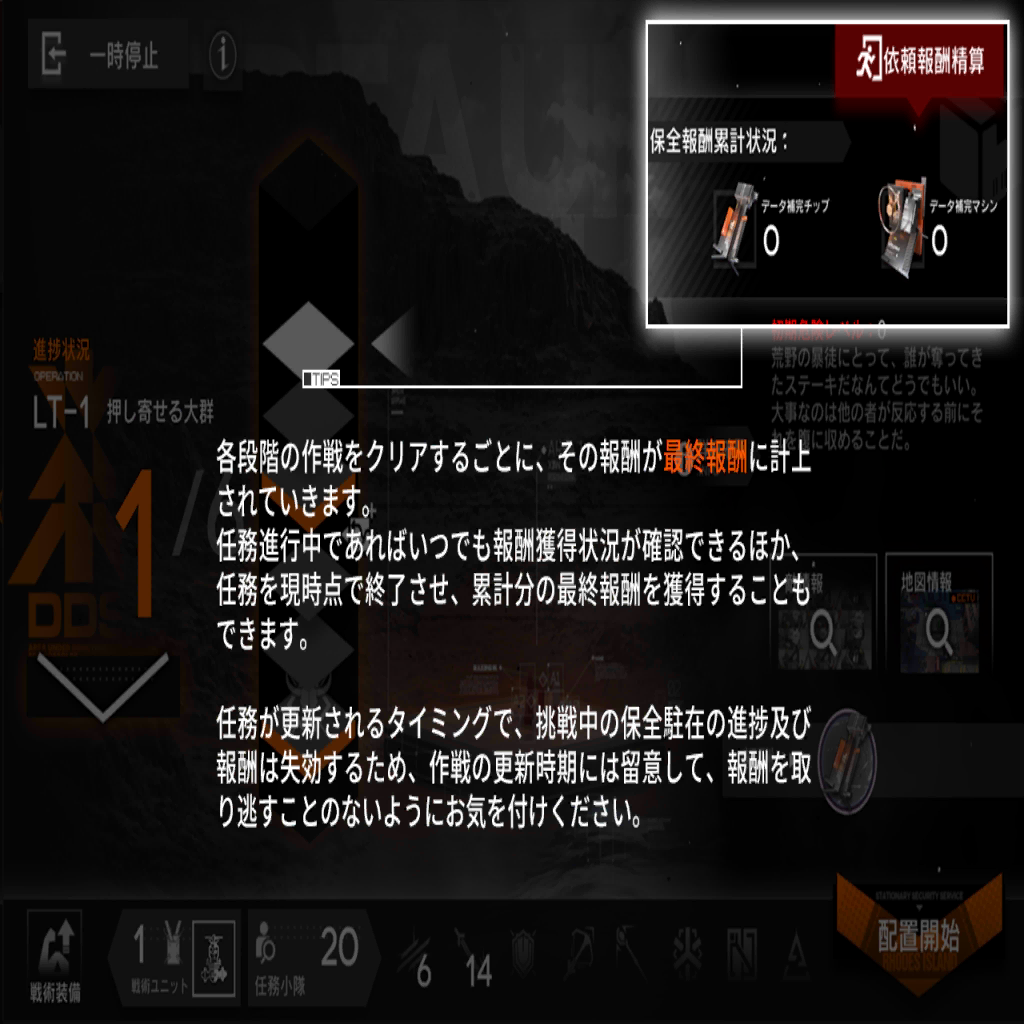 一時停止
依頼報酬精算
保全報酬累計状況：
データ補完チップ
0
データ補完マシン
0
進捗状況
OPERATION
LT-1 押し寄せる大群
1/
TIPS
初期危険レベル：0
荒野の暴徒にとって、誰が奪ってき
たステーキだなんてどうでもいい。
大事なのは他の者が反応する前にそ
れを腹に収めることだ。
各段階の作戦をクリアするごとに、その報酬が最終報酬に計上
されていきます。
任務進行中であればいつでも報酬獲得状況が確認できるほか、
任務を現時点で終了させ、累計分の最終報酬を獲得することも
できます。
任務が更新されるタイミングで、挑戦中の保全駐在の進捗及び
報酬は失効するため、作戦の更新時期には留意して、報酬を取
り逃すことのないようにお気を付けください。
地図情報
CCTV
戦術装備
1
戦術ユニット
任務小隊
20
6
14
STATIONARY SECURITY SERVICE
配置開始
RHODES ISLAND